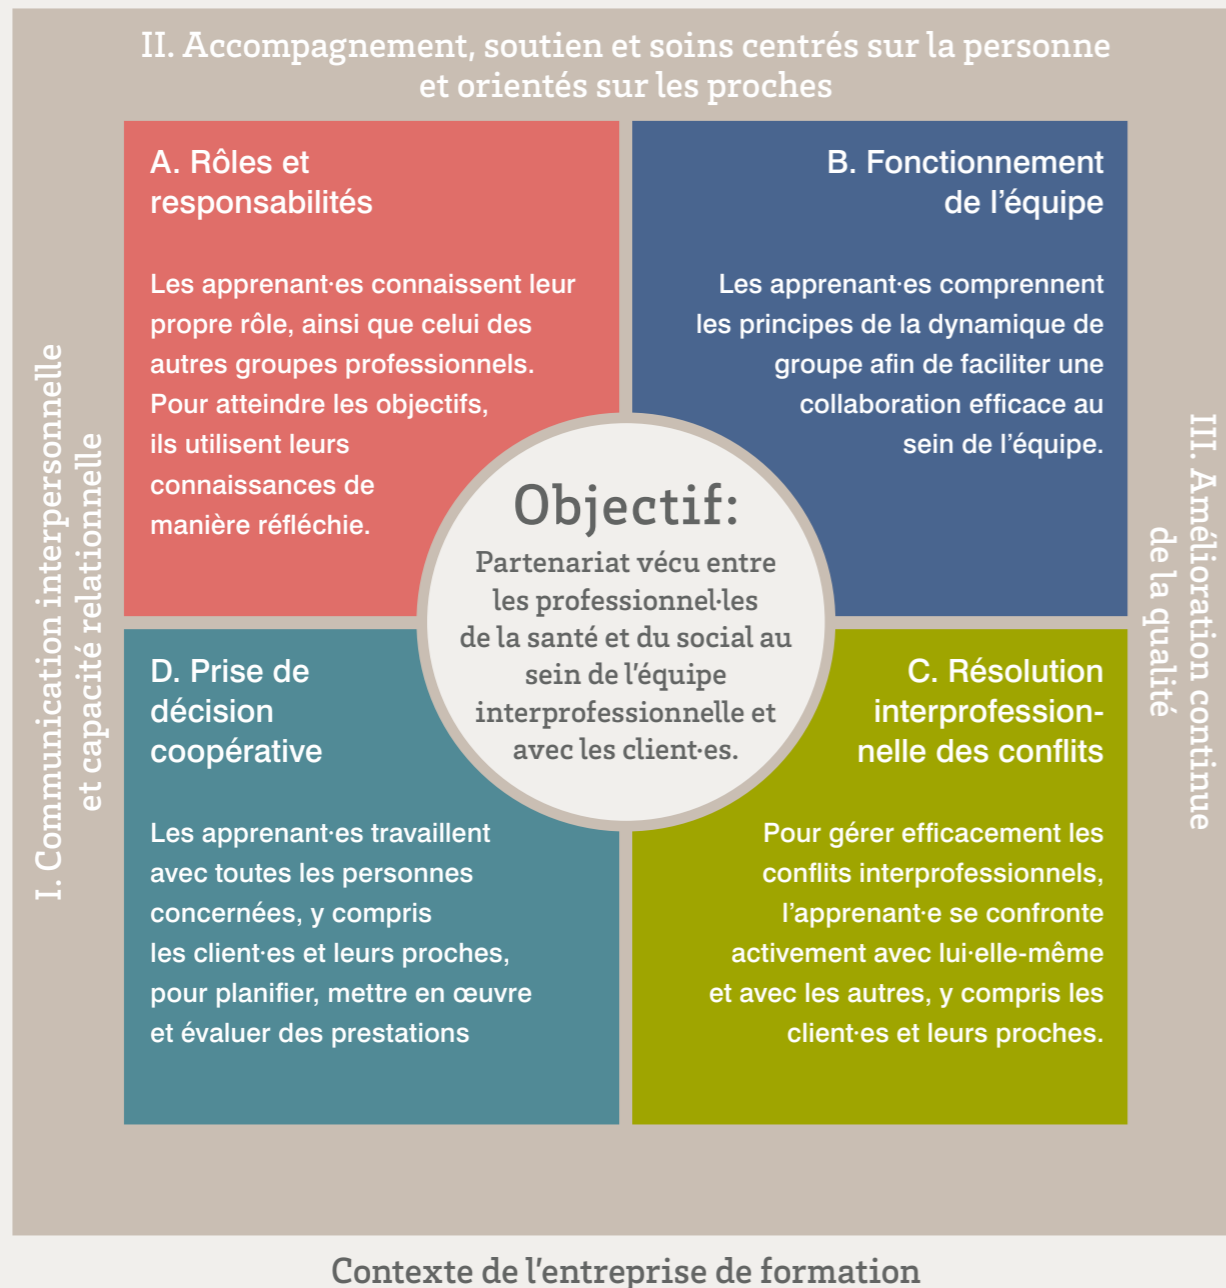 II. Accompagnement, soutien et soins centrés sur la personne
et orientés sur les proches
I. Communication interpersonnelle
et capacité relationnelle
A. Rôles et
responsabilités
Les apprenant·es connaissent leur
propre rôle, ainsi que celui des
autres groupes professionnels.
Pour atteindre les objectifs,
ils utilisent leurs
connaissances de
manière réfléchie.
B. Fonctionnement
de l’équipe
Les apprenant·es comprennent
les principes de la dynamique de
groupe afin de faciliter une
collaboration efficace au
sein de l’équipe.
III. Amélioration continue
de la qualité
Objectif:
Partenariat vécu entre
les professionnel·les
de la santé et du social au
sein de l’équipe
interprofessionnelle et
avec les client·es.
D. Prise de
décision
coopérative
Les apprenant·es travaillent
avec toutes les personnes
concernées, y compris
les client·es et leurs proches,
pour planifier, mettre en œuvre
et évaluer des prestations
C. Résolution
interprofession-
nelle des conflits
Pour gérer efficacement les
conflits interprofessionnels,
l’apprenant·e se confronte
activement avec lui·elle-même
et avec les autres, y compris les
client·es et leurs proches.
Contexte de l’entreprise de formation